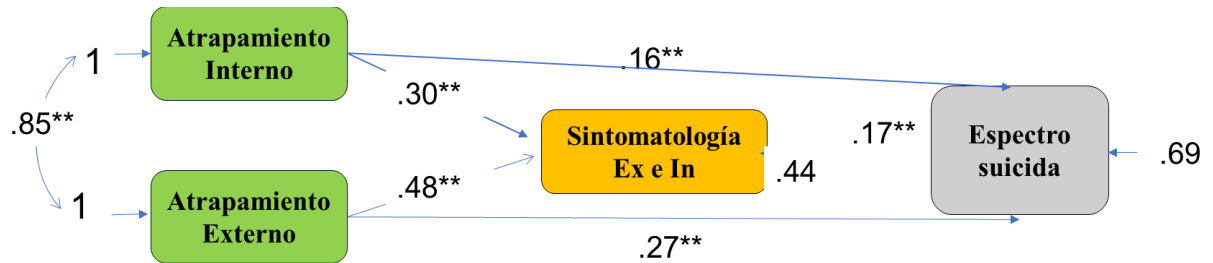 Atrapamiento
Interno
1
.16**
.30**
.85**
Sintomatología
Ex e In
.17**
Espectro
suicida
.69
.44
1
Atrapamiento
Externo
.48**
.27**